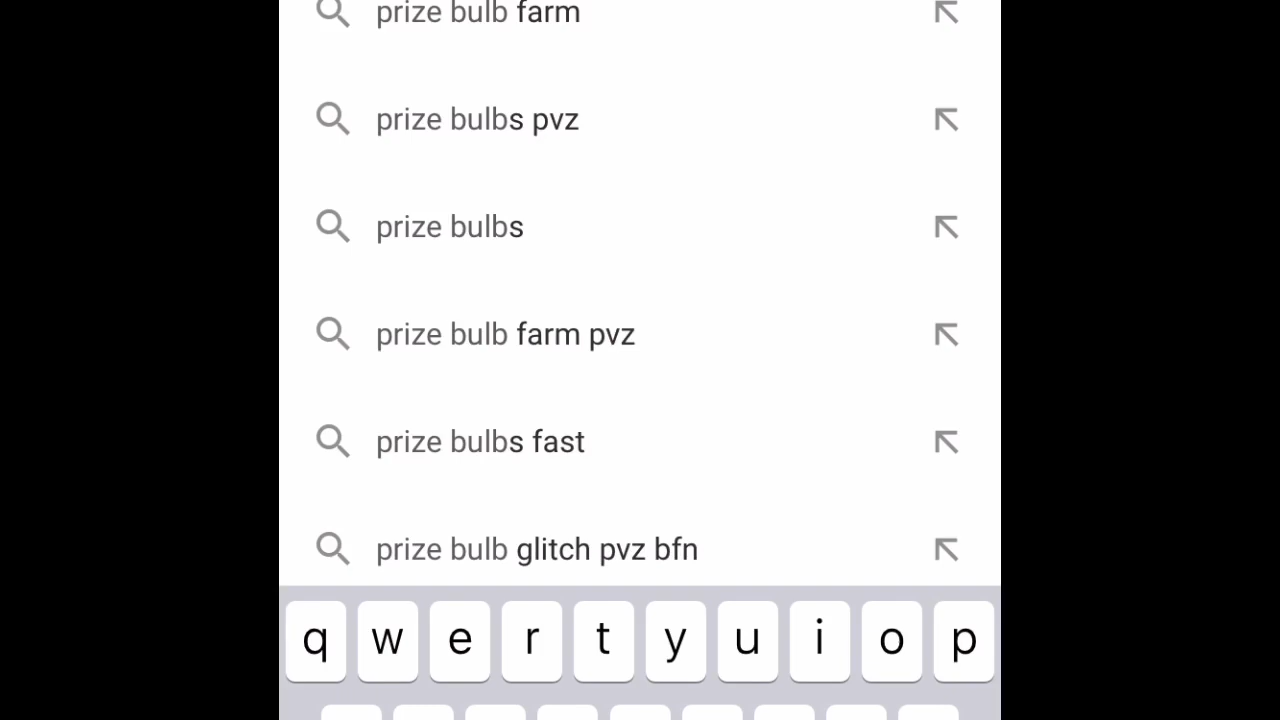 prize bulb farm
prize bulbs pvz
prize bulbs
prize bulb farm pvz
prize bulbs fast
prize bulb glitch pvz bfn
q w e r t y u i o p